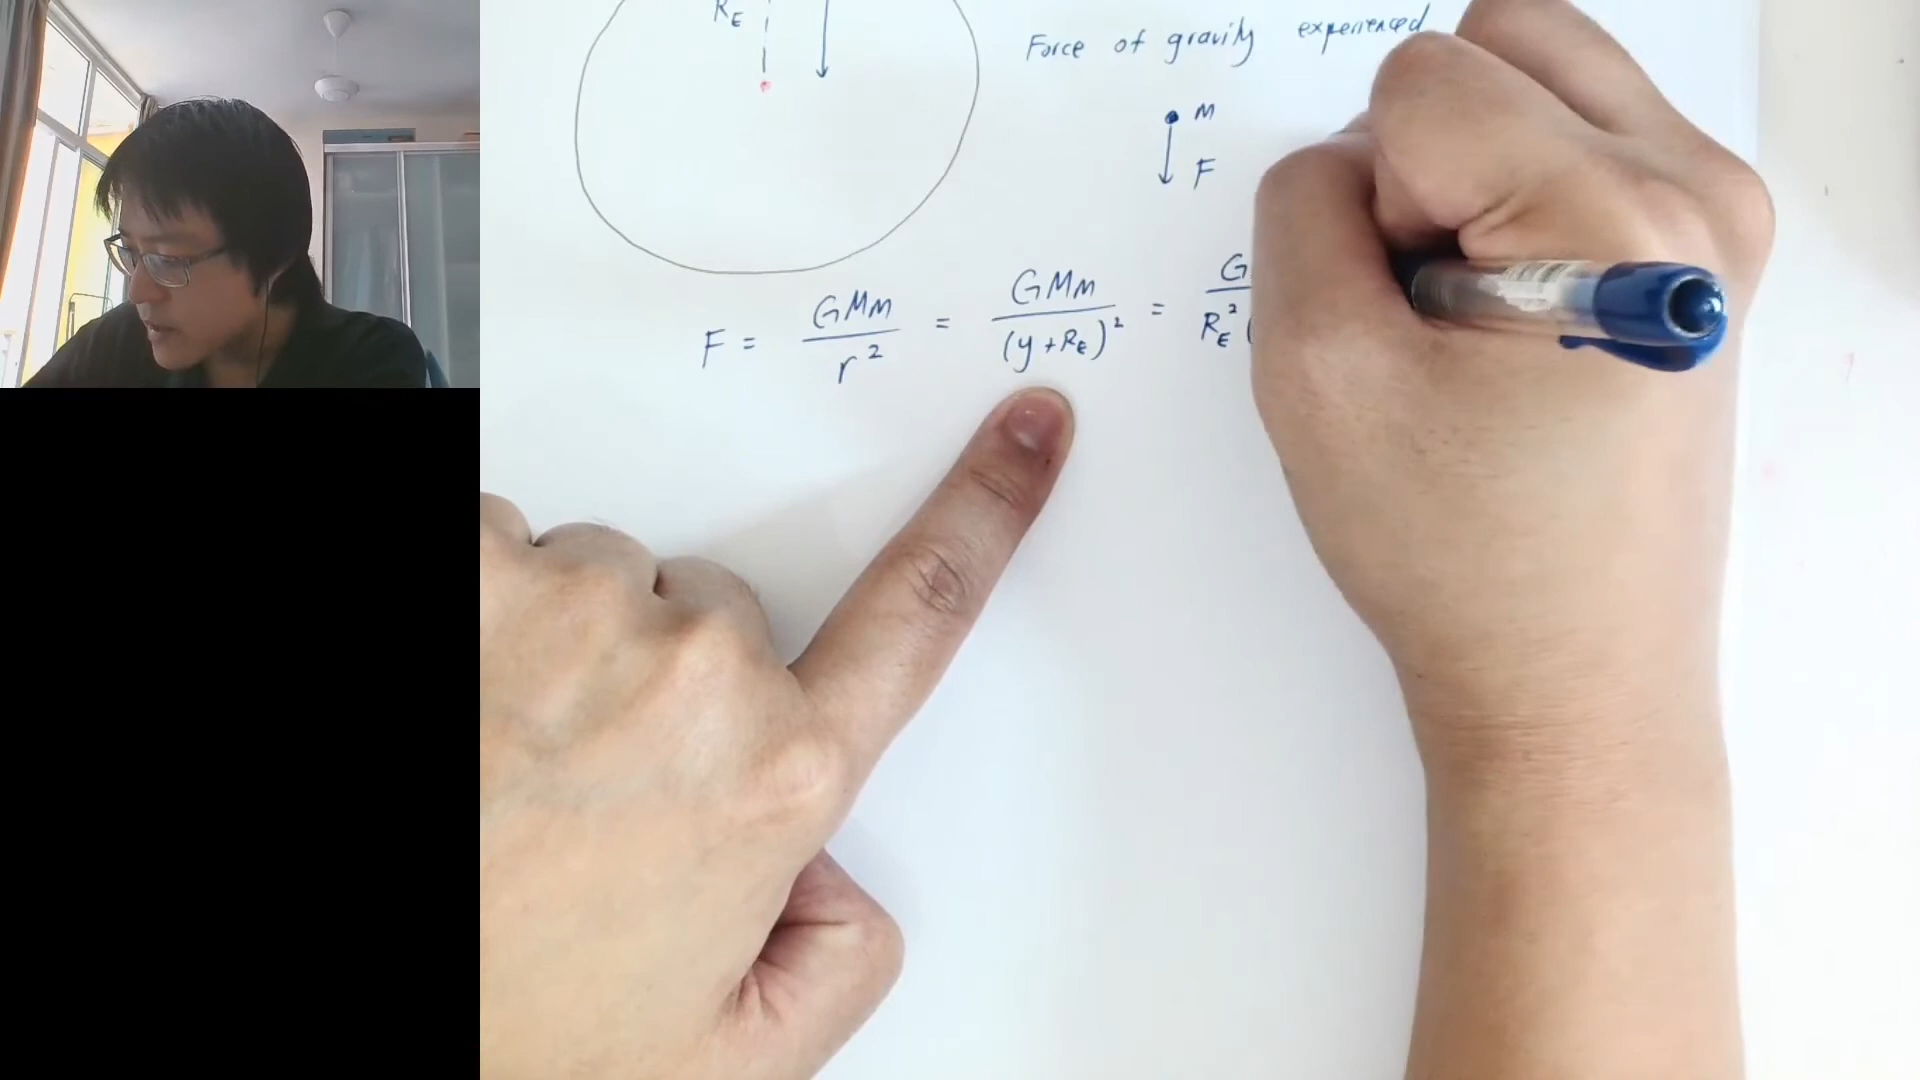 R_E
Force of gravity experienced
m
F
F = GMm / r² = GMm / (y + R_E)² = G / R_E² (